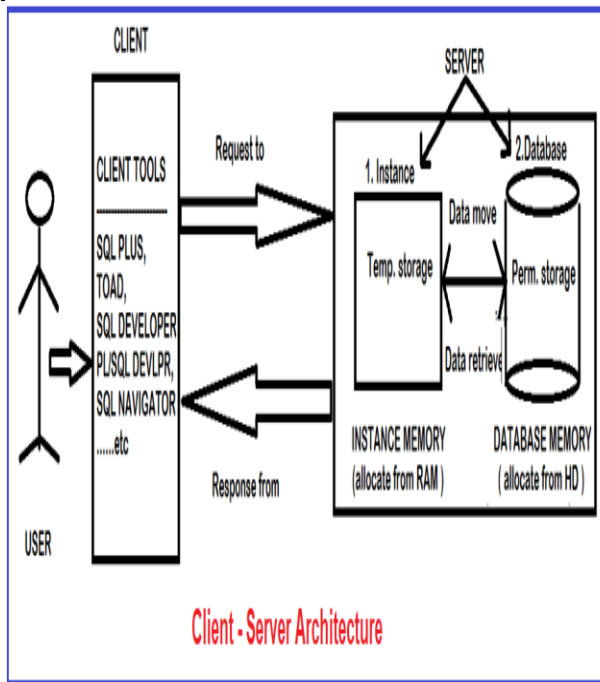 CLIENT
CLIENT TOOLS
--------------------
SQL PLUS,
TOAD,
SQL DEVELOPER
PL/SQL DEVLPR,
SQL NAVIGATOR
......etc
USER
Request to
Response from
SERVER
1. Instance
2.Database
Data move
Temp. storage
Perm. storage
Data retrieve
INSTANCE MEMORY
(allocate from RAM )
DATABASE MEMORY
( allocate from HD )
Client - Server Architecture